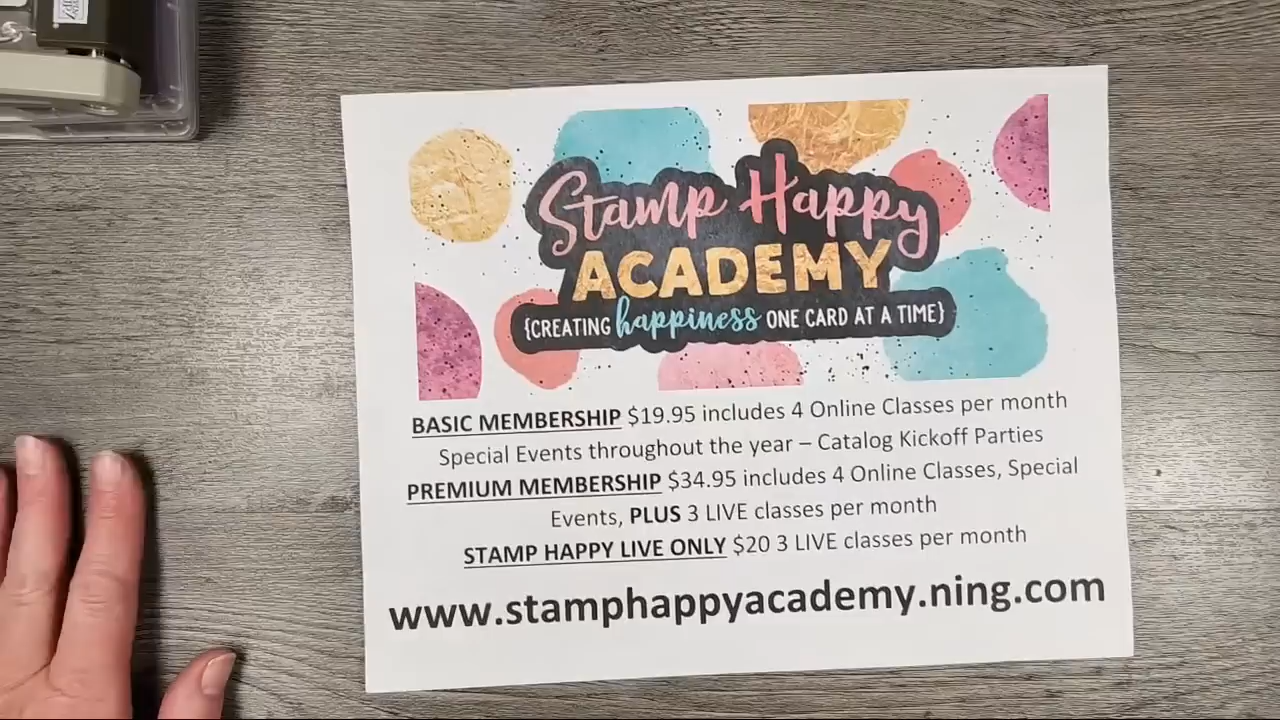 Stamp Happy
ACADEMY
{CREATING happiness ONE CARD AT A TIME}
BASIC MEMBERSHIP $19.95 includes 4 Online Classes per month
Special Events throughout the year – Catalog Kickoff Parties
PREMIUM MEMBERSHIP $34.95 includes 4 Online Classes, Special
Events, PLUS 3 LIVE classes per month
STAMP HAPPY LIVE ONLY $20 3 LIVE classes per month
www.stamphappyacademy.ning.com